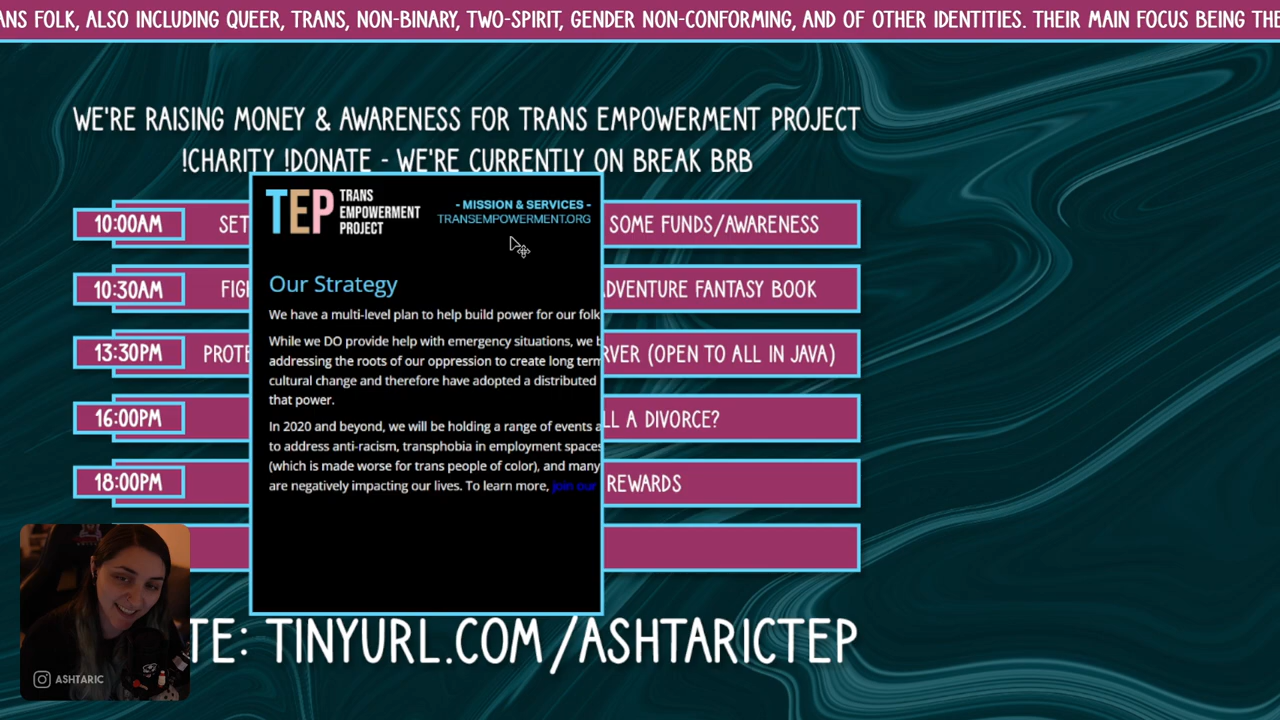 ANS FOLK, ALSO INCLUDING QUEER, TRANS, NON-BINARY, TWO-SPIRIT, GENDER NON-CONFORMING, AND OF OTHER IDENTITIES. THEIR MAIN FOCUS BEING THE
WE'RE RAISING MONEY & AWARENESS FOR TRANS EMPOWERMENT PROJECT
!CHARITY !DONATE - WE'RE CURRENTLY ON BREAK BRB
TEP TRANS
EMPOWERMENT
PROJECT
- MISSION & SERVICES -
TRANSEMPOWERMENT.ORG
10:00AM SET SOME FUNDS/AWARENESS
Our Strategy
10:30AM FIGH ADVENTURE FANTASY BOOK
We have a multi-level plan to help build power for our folk
13:30PM PROTE RVER (OPEN TO ALL IN JAVA)
While we DO provide help with emergency situations, we b
addressing the roots of our oppression to create long term
cultural change and therefore have adopted a distributed
that power.
16:00PM LL A DIVORCE?
In 2020 and beyond, we will be holding a range of events a
to address anti-racism, transphobia in employment spaces
(which is made worse for trans people of color), and many
are negatively impacting our lives. To learn more, join our
18:00PM REWARDS
TE: TINYURL.COM/ASHTARICTEP
ASHTARIC